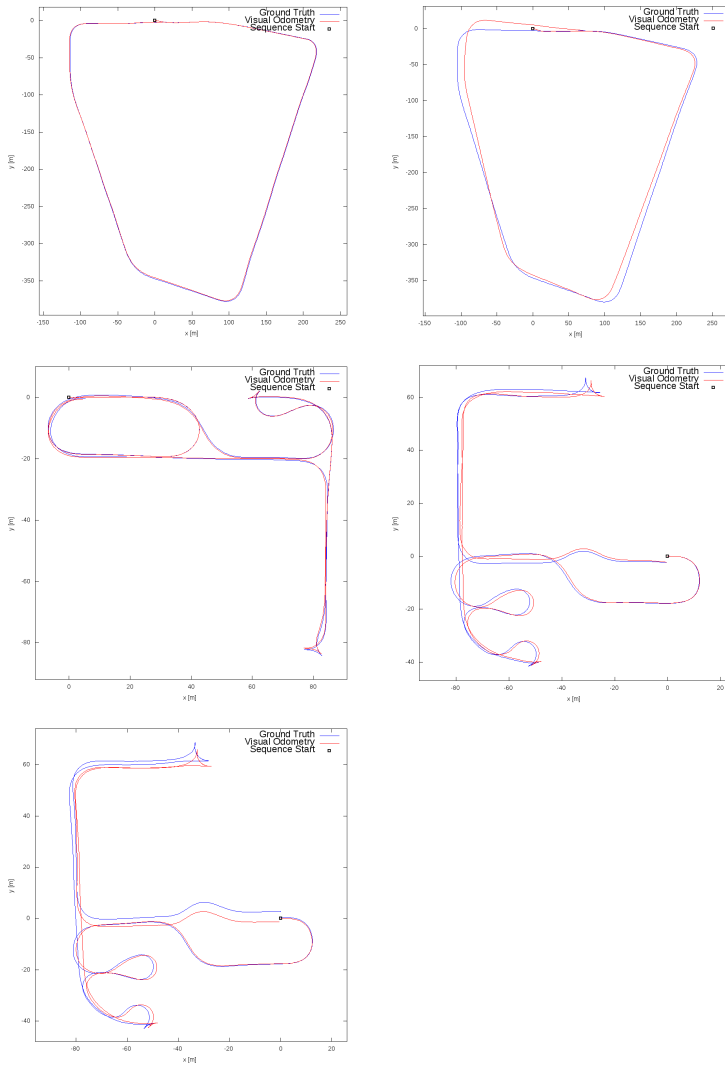 Ground Truth
Visual Odometry
Sequence Start
0
-50
-100
-150
-200
-250
-300
-350
y [m]
-150 -100 -50 0 50 100 150 200 250
x [m]
Ground Truth
Visual Odometry
Sequence Start
0
-50
-100
-150
-200
-250
-300
-350
y [m]
-150 -100 -50 0 50 100 150 200 250
x [m]
Ground Truth
Visual Odometry
Sequence Start
0
-20
-40
-60
-80
y [m]
0 20 40 60 80
x [m]
Ground Truth
Visual Odometry
Sequence Start
60
40
20
0
-20
-40
y [m]
-80 -60 -40 -20 0 20
x [m]
Ground Truth
Visual Odometry
Sequence Start
60
40
20
0
-20
-40
y [m]
-80 -60 -40 -20 0 20
x [m]